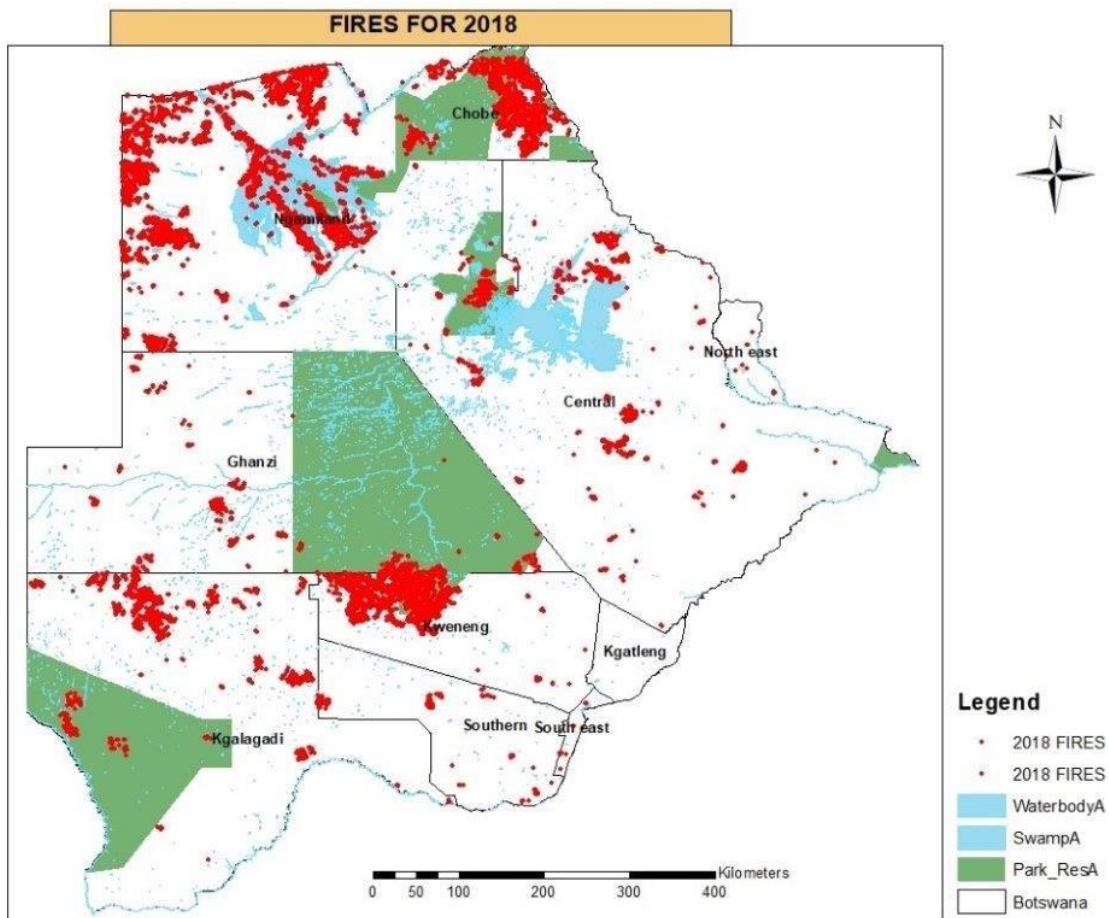 FIRES FOR 2018
N
Chobe
Ngamiland
North east
Central
Ghanzi
Kweneng
Kgatleng
Southern
South east
Kgalagadi
Legend
2018 FIRES
2018 FIRES
WaterbodyA
SwampA
Park_ResA
Botswana
Kilometers
0 25 50 100 200 300 400